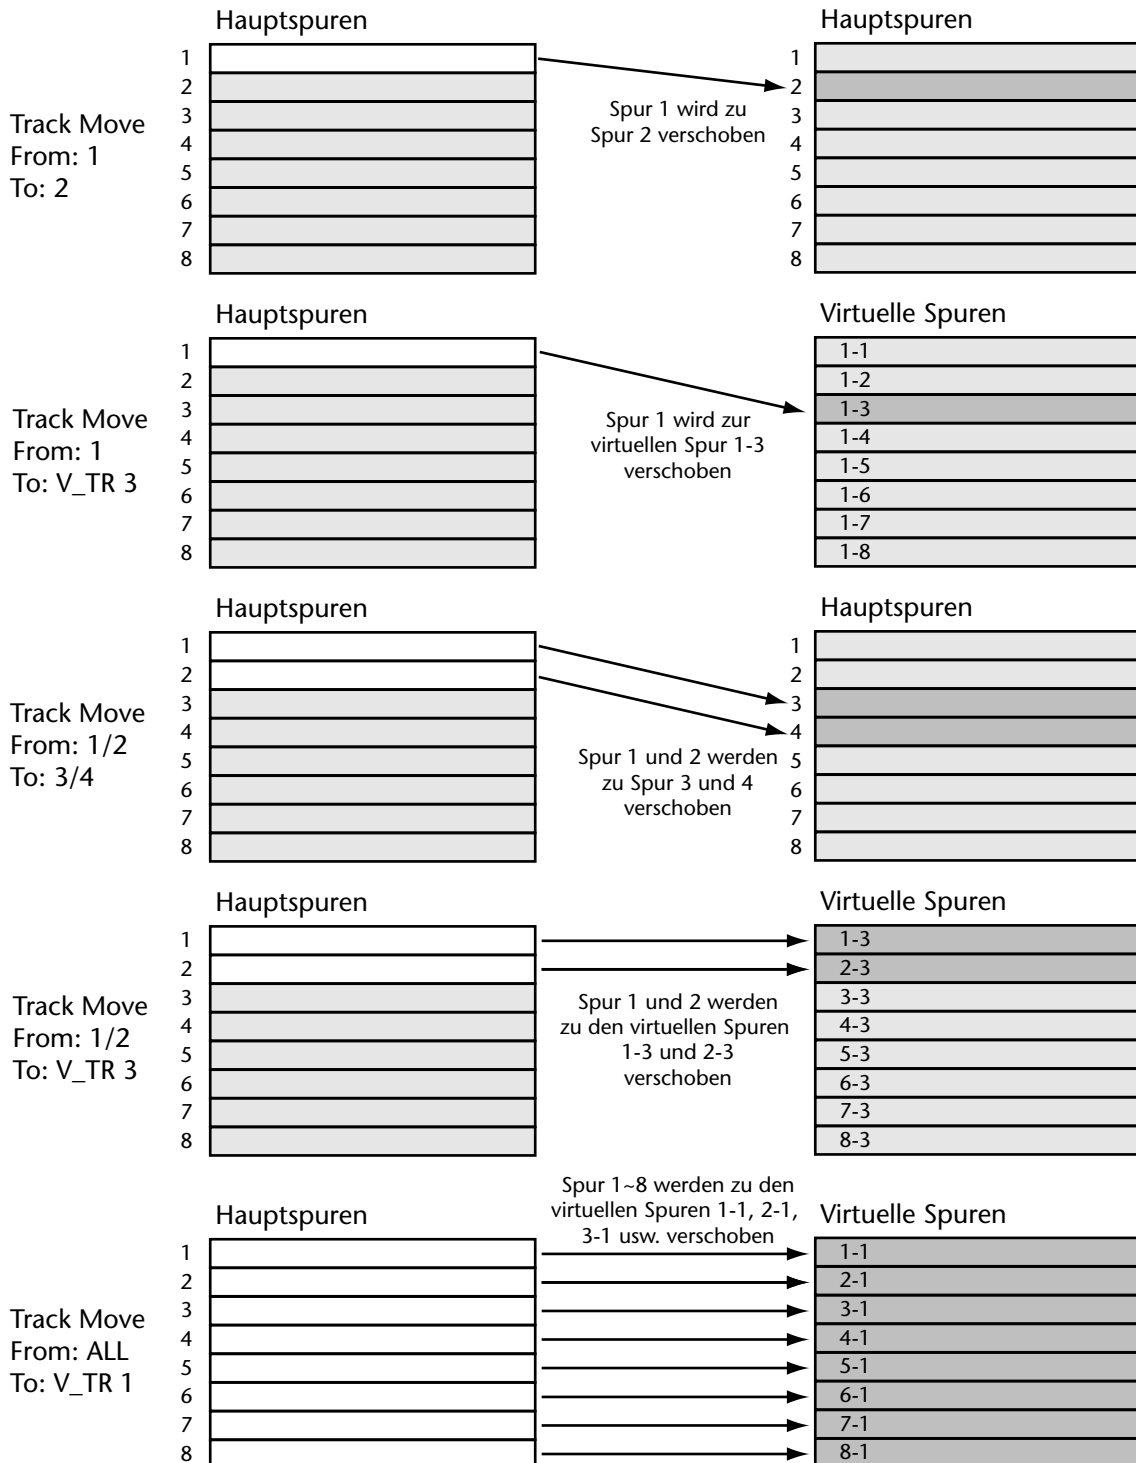 Hauptspuren
Hauptspuren
Track Move
From: 1
To: 2
1
2
3
4
5
6
7
8
Spur 1 wird zu
Spur 2 verschoben
1
2
3
4
5
6
7
8
Hauptspuren
Virtuelle Spuren
Track Move
From: 1
To: V_TR 3
1
2
3
4
5
6
7
8
Spur 1 wird zur
virtuellen Spur 1-3
verschoben
1-1
1-2
1-3
1-4
1-5
1-6
1-7
1-8
Hauptspuren
Hauptspuren
Track Move
From: 1/2
To: 3/4
1
2
3
4
5
6
7
8
Spur 1 und 2 werden
zu Spur 3 und 4
verschoben
1
2
3
4
5
6
7
8
Hauptspuren
Virtuelle Spuren
Track Move
From: 1/2
To: V_TR 3
1
2
3
4
5
6
7
8
Spur 1 und 2 werden
zu den virtuellen Spuren
1-3 und 2-3
verschoben
1-3
2-3
3-3
4-3
5-3
6-3
7-3
8-3
Hauptspuren
Spur 1~8 werden zu den
virtuellen Spuren 1-1, 2-1,
3-1 usw. verschoben
Virtuelle Spuren
Track Move
From: ALL
To: V_TR 1
1
2
3
4
5
6
7
8
1-1
2-1
3-1
4-1
5-1
6-1
7-1
8-1